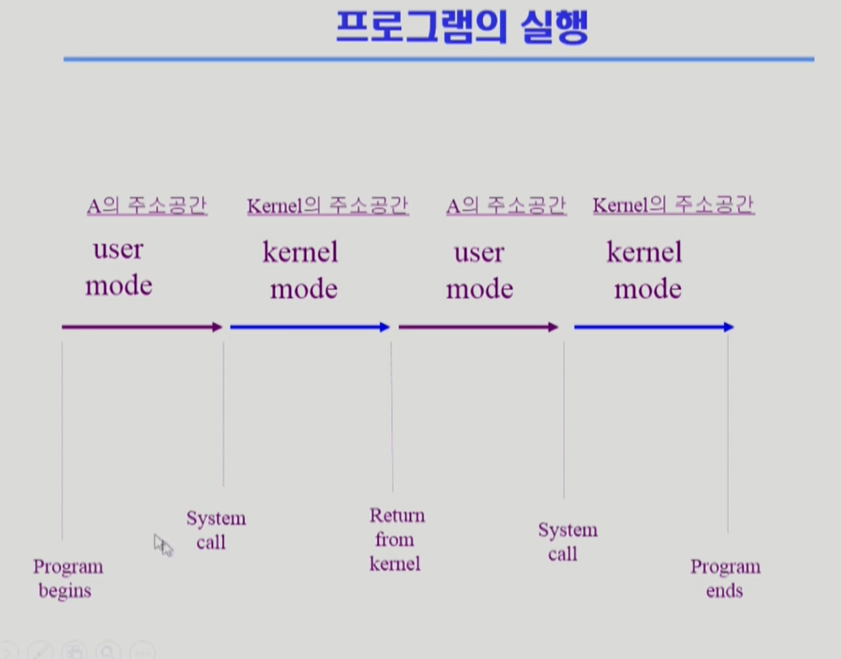 프로그램의 실행
A의 주소공간
Kernel의 주소공간
A의 주소공간
Kernel의 주소공간
user
mode
kernel
mode
user
mode
kernel
mode
Program
begins
System
call
Return
from
kernel
System
call
Program
ends